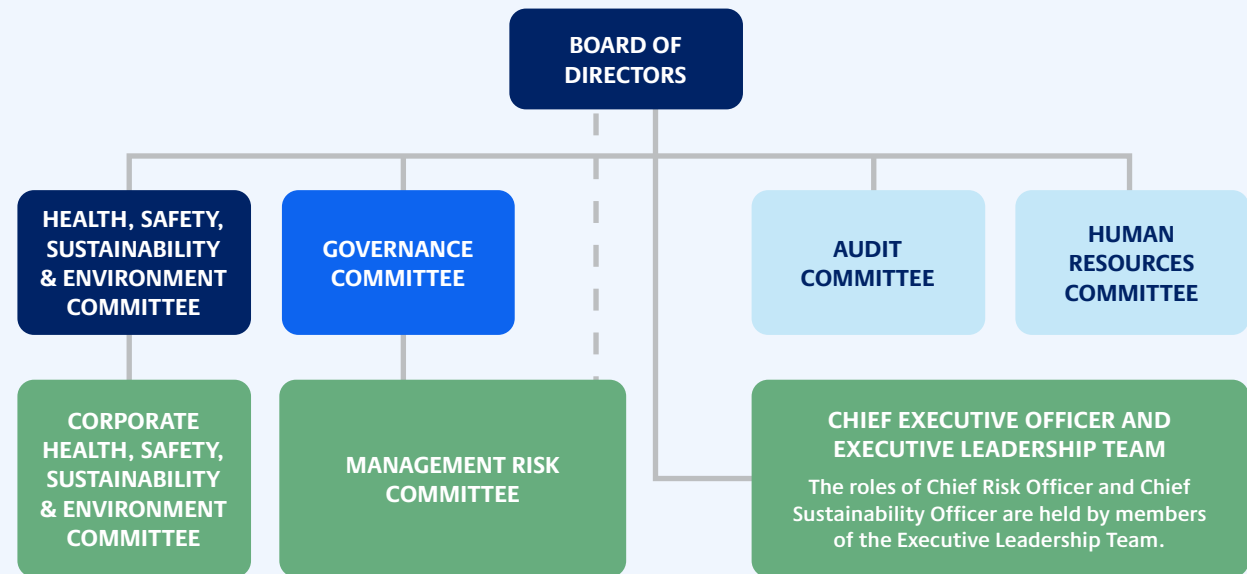 BOARD OF
DIRECTORS
HEALTH, SAFETY,
SUSTAINABILITY
& ENVIRONMENT
COMMITTEE
GOVERNANCE
COMMITTEE
AUDIT
COMMITTEE
HUMAN
RESOURCES
COMMITTEE
CORPORATE
HEALTH, SAFETY,
SUSTAINABILITY
& ENVIRONMENT
COMMITTEE
MANAGEMENT RISK
COMMITTEE
CHIEF EXECUTIVE OFFICER AND
EXECUTIVE LEADERSHIP TEAM
The roles of Chief Risk Officer and Chief
Sustainability Officer are held by members
of the Executive Leadership Team.